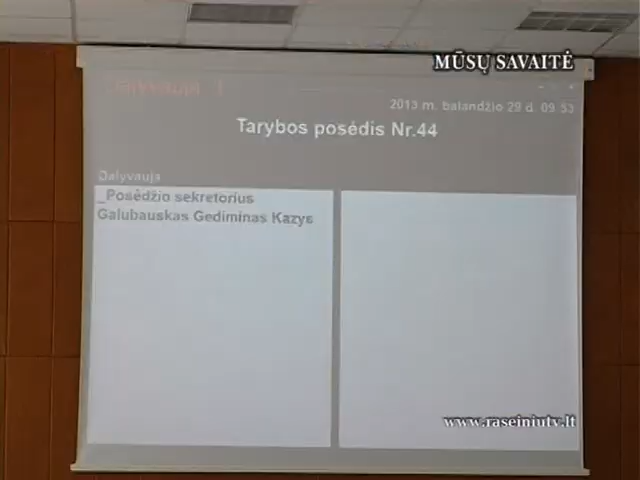 MŪSŲ SAVAITĖ
2013 m. balandžio 29 d. 09:53
Tarybos posėdis Nr.44
Dalyvauja
_Posėdžio sekretorius
Galubauskas Gediminas Kazys
www.raseiniutv.lt